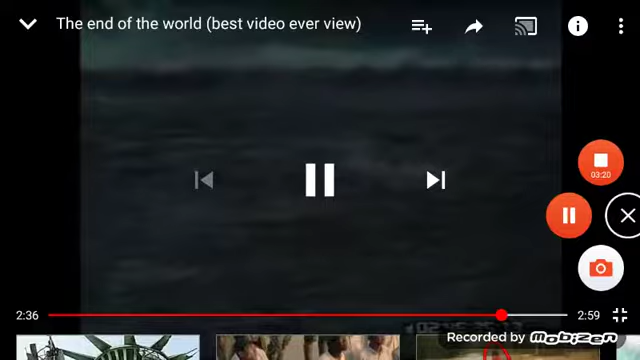 The end of the world (best video ever view)
03:20
2:36
2:59
Recorded by Mobizen